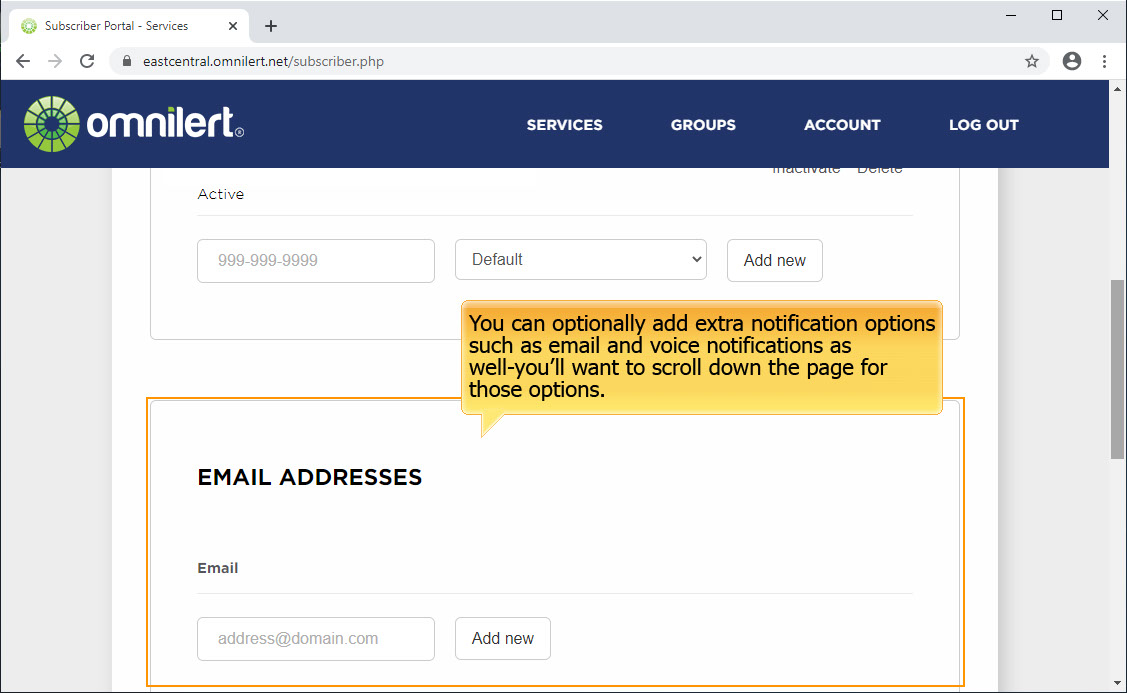 Subscriber Portal - Services
eastcentral.omnilert.net/subscriber.php
omnilert®
SERVICES GROUPS ACCOUNT LOG OUT
Inactivate Delete
Active
999-999-9999 Default Add new
You can optionally add extra notification options
such as email and voice notifications as
well-you’ll want to scroll down the page for
those options.
EMAIL ADDRESSES
Email
address@domain.com Add new